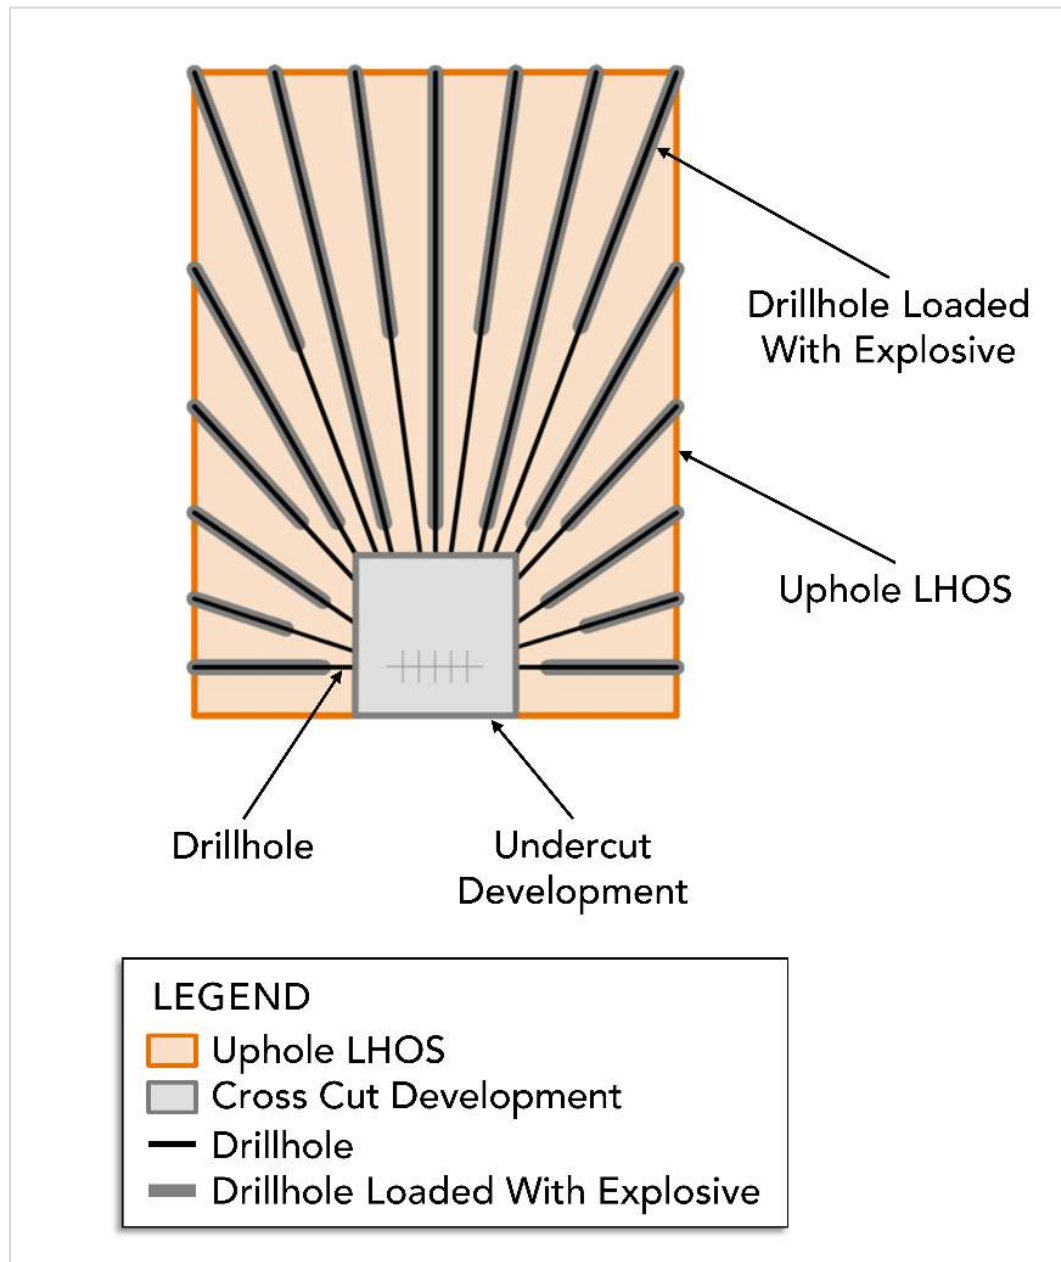 Drillhole Loaded
With Explosive
Uphole LHOS
Drillhole
Undercut
Development
LEGEND
Uphole LHOS
Cross Cut Development
Drillhole
Drillhole Loaded With Explosive